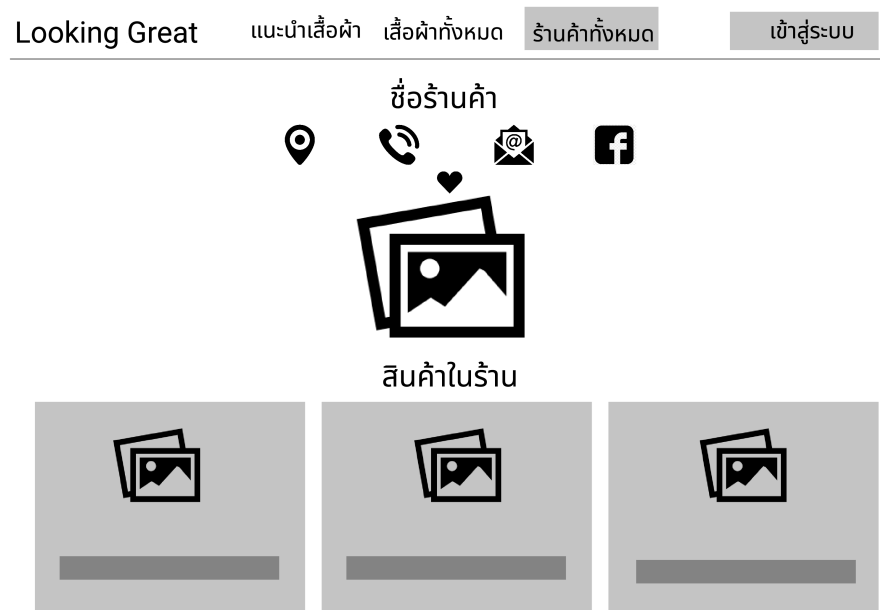 Looking Great แนะนำเสื้อผ้า เสื้อผ้าทั้งหมด ร้านค้าทั้งหมด เข้าสู่ระบบ
ชื่อร้านค้า
@ f
สินค้าในร้าน